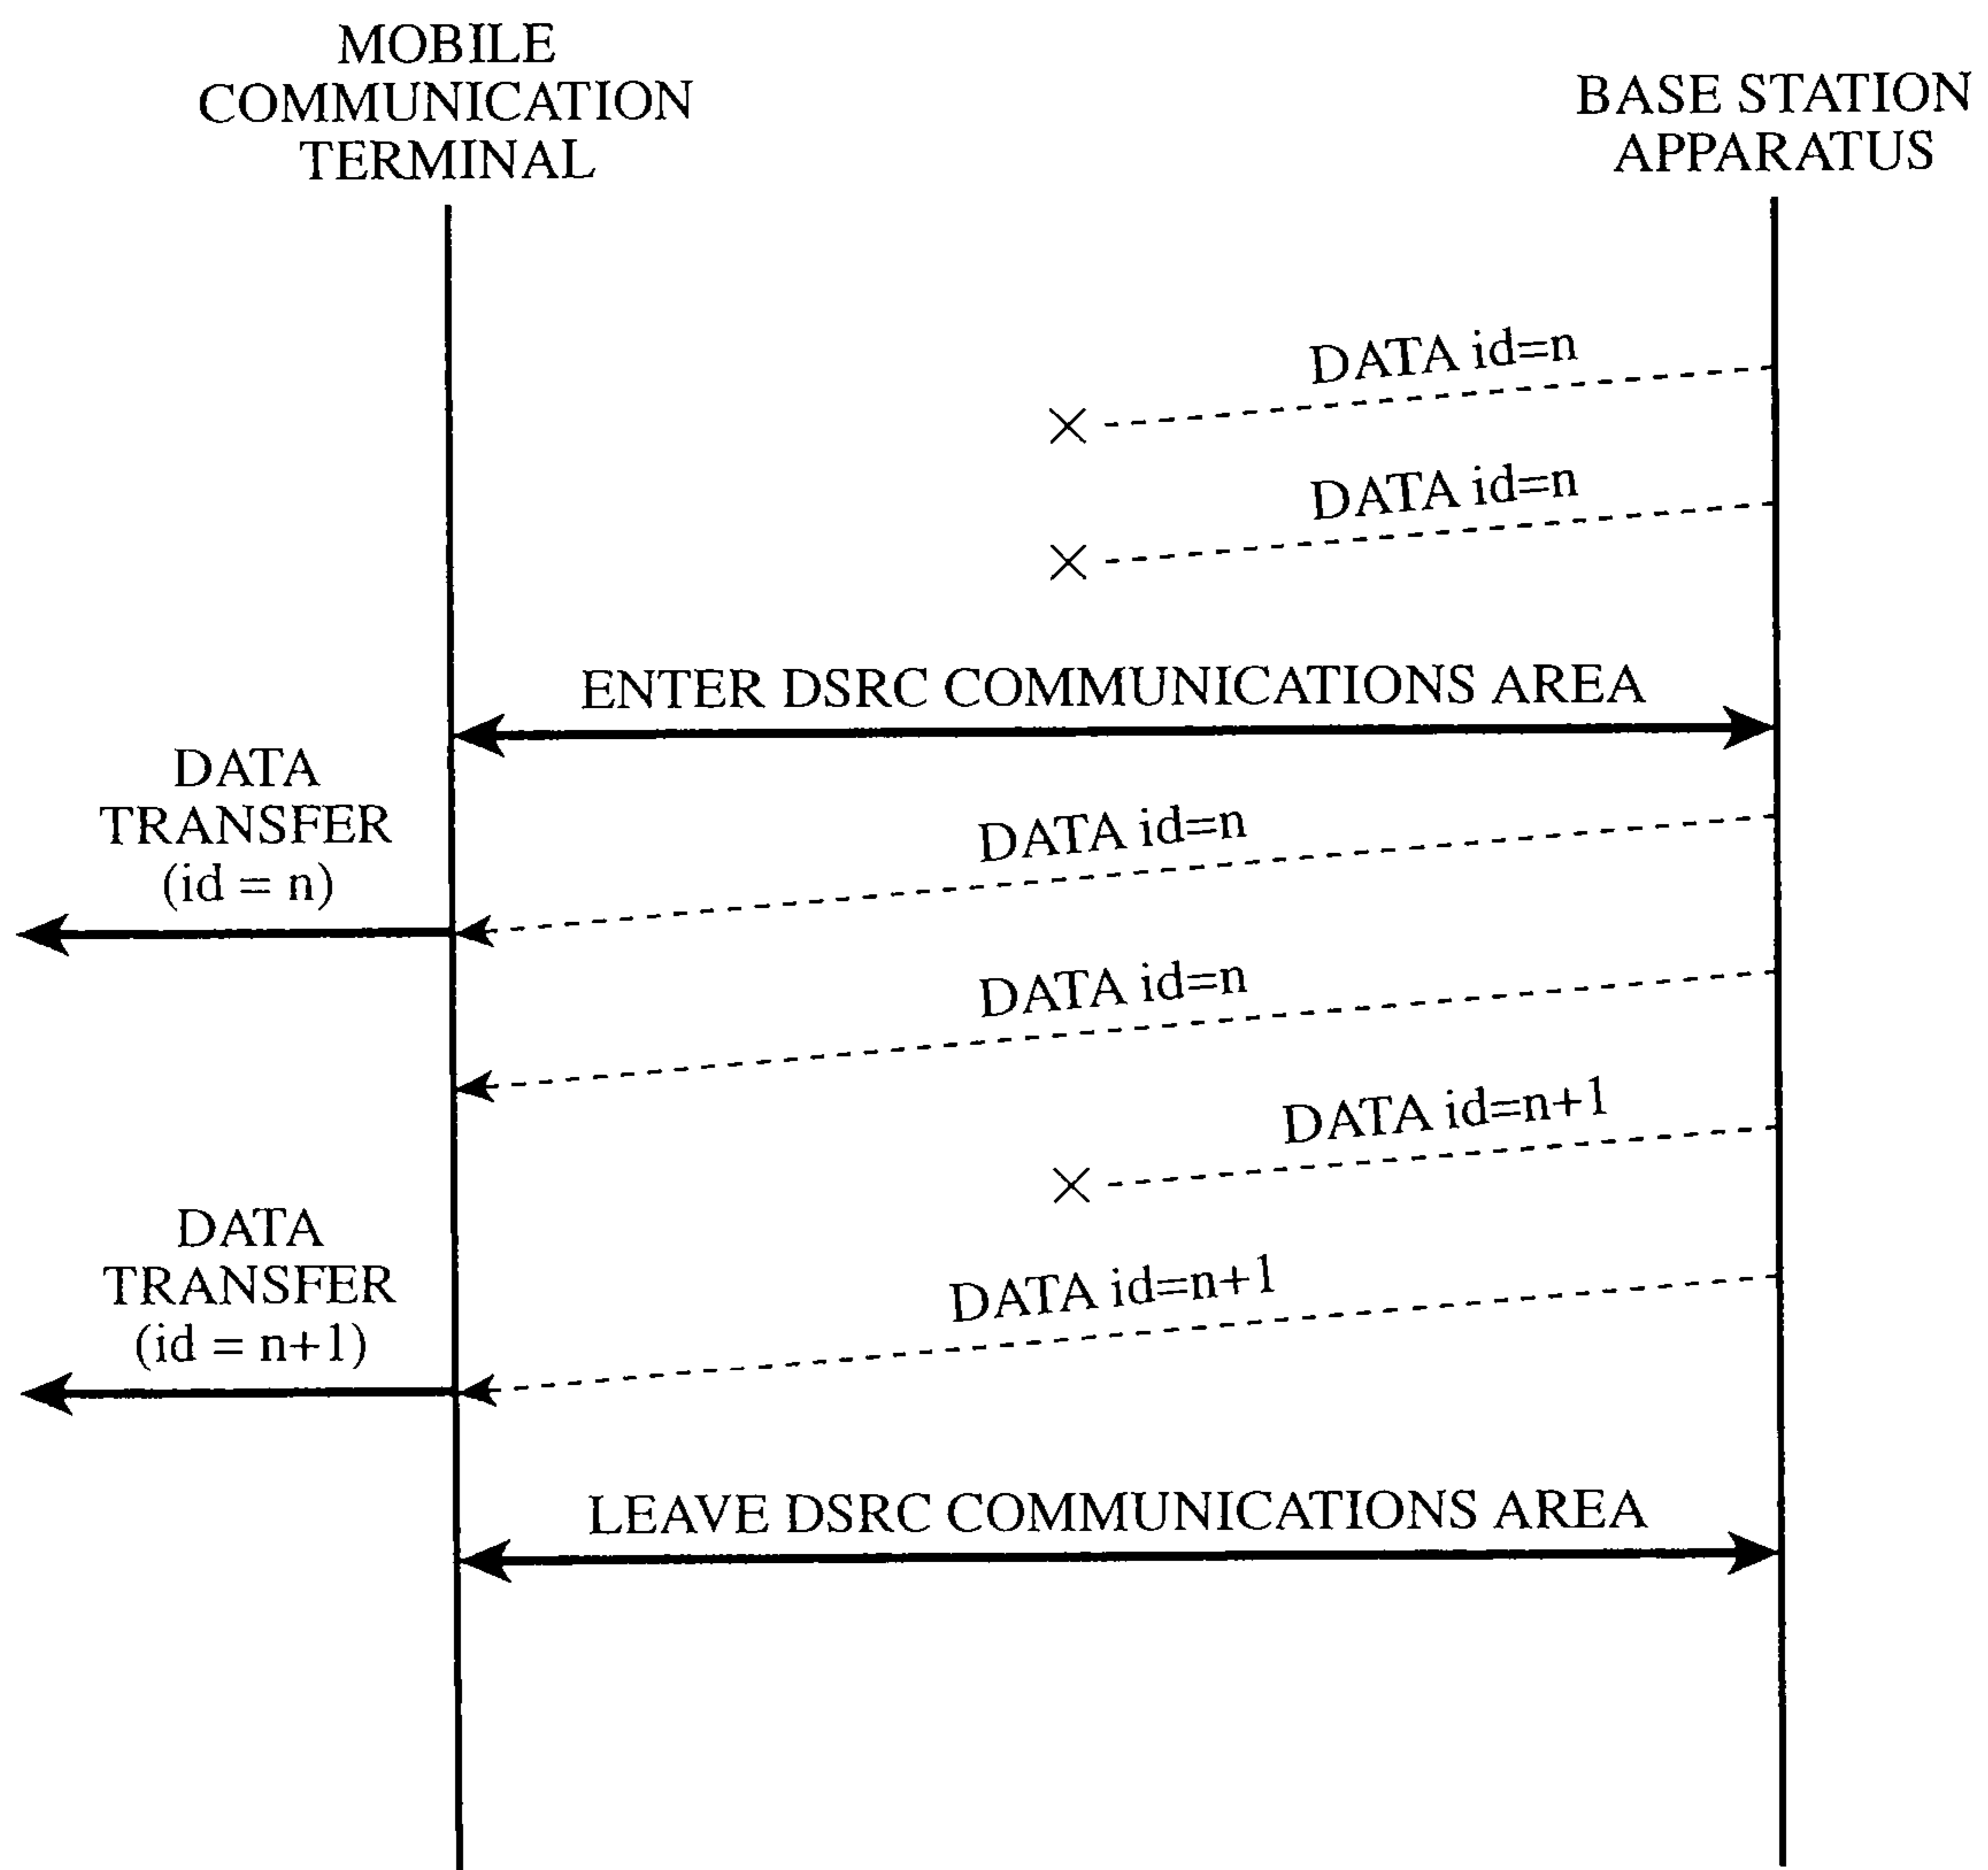 MOBILE
COMMUNICATION
TERMINAL
BASE STATION
APPARATUS
DATA id=n
DATA id=n
ENTER DSRC COMMUNICATIONS AREA
DATA
TRANSFER
(id = n)
DATA id=n
DATA id=n
DATA id=n+1
DATA
TRANSFER
(id = n+1)
DATA id=n+1
LEAVE DSRC COMMUNICATIONS AREA